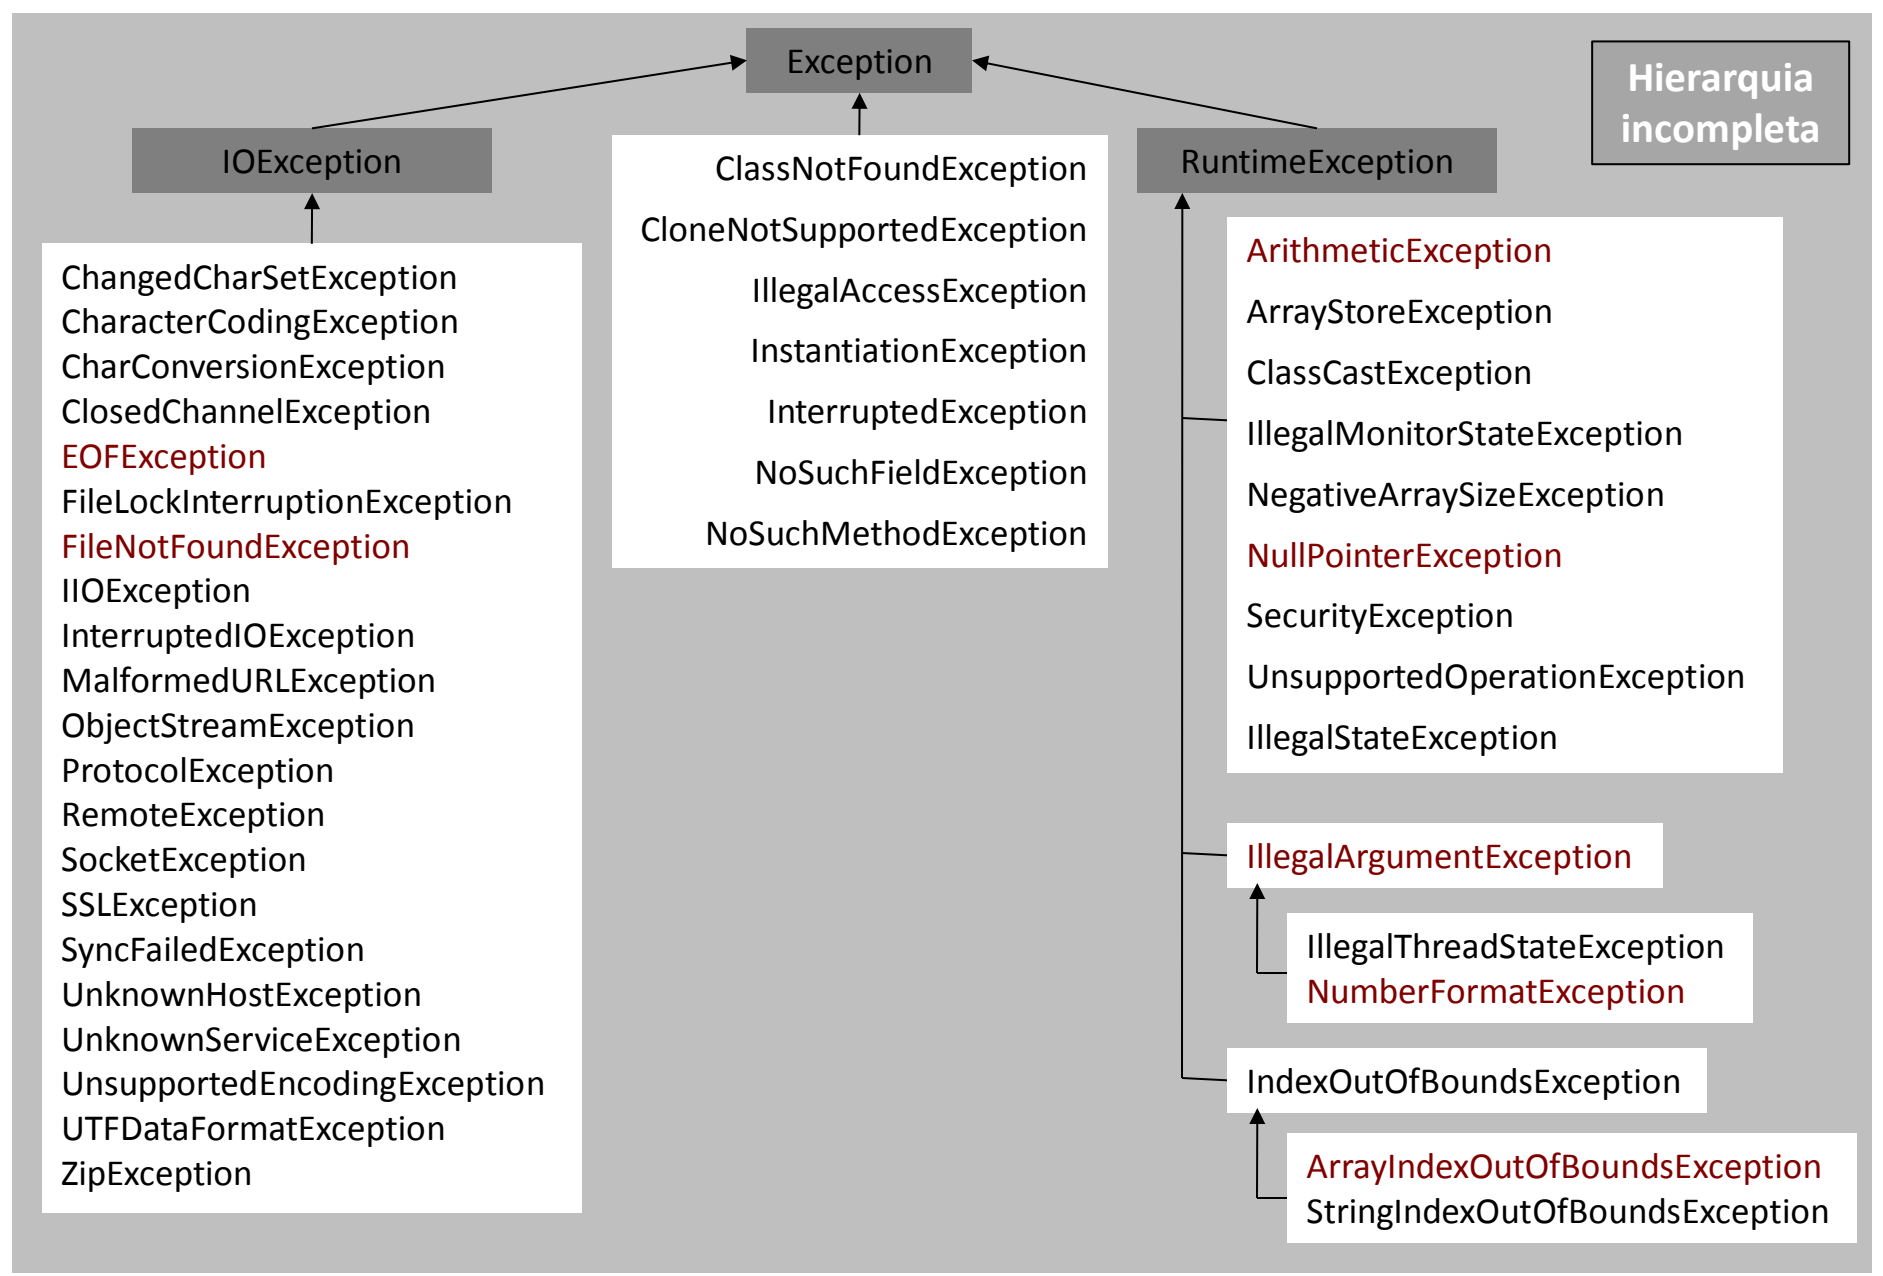 Exception
Hierarquia
incompleta
IOException
ChangedCharSetException
CharacterCodingException
CharConversionException
ClosedChannelException
EOFException
FileLockInterruptionException
FileNotFoundException
IIOException
InterruptedIOException
MalformedURLException
ObjectStreamException
ProtocolException
RemoteException
SocketException
SSLException
SyncFailedException
UnknownHostException
UnknownServiceException
UnsupportedEncodingException
UTFDataFormatException
ZipException
ClassNotFoundException
CloneNotSupportedException
IllegalAccessException
InstantiationException
InterruptedException
NoSuchFieldException
NoSuchMethodException
RuntimeException
ArithmeticException
ArrayStoreException
ClassCastException
IllegalMonitorStateException
NegativeArraySizeException
NullPointerException
SecurityException
UnsupportedOperationException
IllegalStateException
IllegalArgumentException
IllegalThreadStateException
NumberFormatException
IndexOutOfBoundsException
ArrayIndexOutOfBoundsException
StringIndexOutOfBoundsException